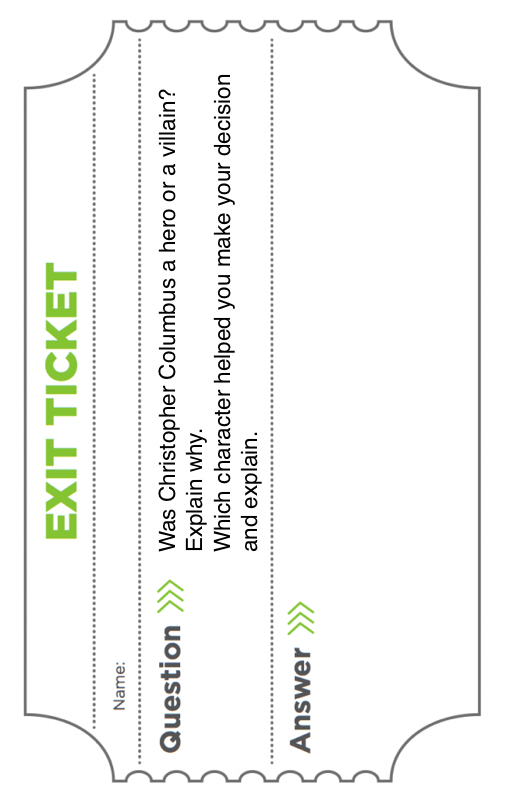 EXIT TICKET
Name:
Question
Was Christopher Columbus a hero or a villain?
Explain why.
Which character helped you make your decision
and explain.
Answer